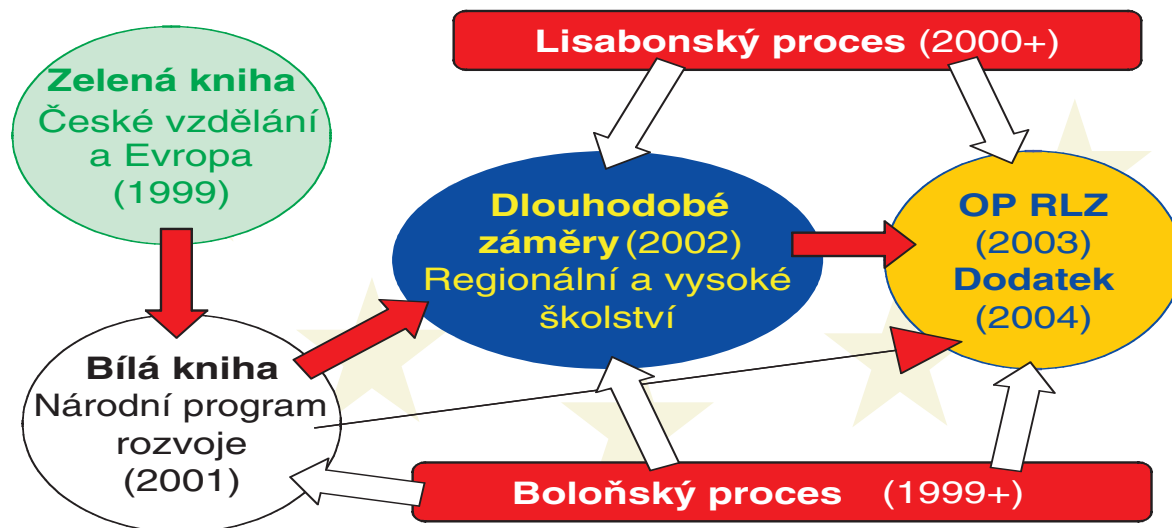 Lisabonský proces (2000+)
Zelená kniha
České vzdělání
a Evropa
(1999)
Dlouhodobé
záměry (2002)
Regionální a vysoké
školství
OP RLZ
(2003)
Dodatek
(2004)
Bílá kniha
Národní program
rozvoje
(2001)
Boloňský proces (1999+)